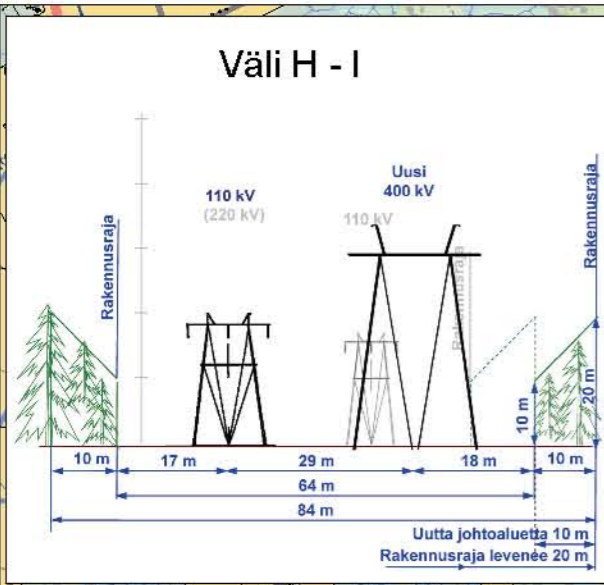 Väli H - I
Uusi
400 kV
110 kV
(220 kV)
110 kV
Rakennusraja
Rakennusraja
Rakennusraja
10 m
20 m
10 m
17 m
29 m
18 m
10 m
64 m
84 m
Uutta johtoaluetta 10 m
Rakennusraja levenee 20 m